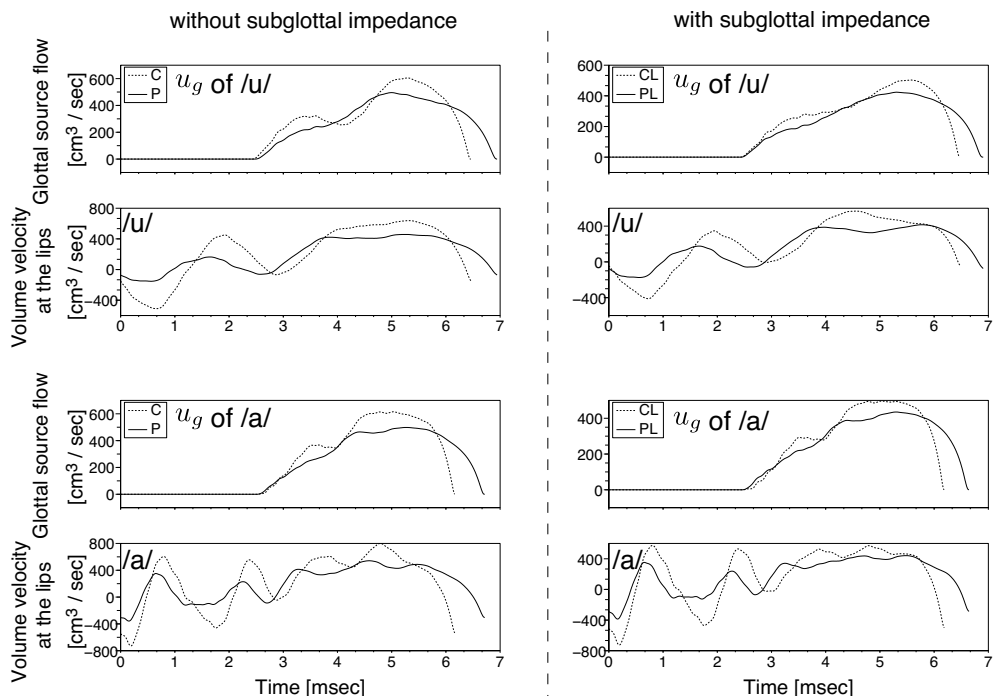 without subglottal impedance
with subglottal impedance
Glottal source flow
[cm³ / sec]
600
400
200
0
C
P
u_g of /u/
600
400
200
0
CL
PL
u_g of /u/
Volume velocity
at the lips
[cm³ / sec]
800
400
0
−400
/u/
0 1 2 3 4 5 6 7
400
0
−400
/u/
0 1 2 3 4 5 6 7
Glottal source flow
[cm³ / sec]
600
400
200
0
C
P
u_g of /a/
400
200
0
CL
PL
u_g of /a/
Volume velocity
at the lips
[cm³ / sec]
800
400
0
−400
−800
/a/
0 1 2 3 4 5 6 7
Time [msec]
400
0
−400
−800
/a/
0 1 2 3 4 5 6 7
Time [msec]